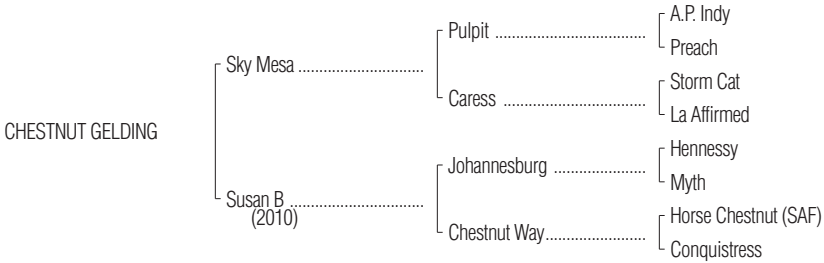 A.P. Indy
Pulpit ......................................
Preach
Sky Mesa ...............................
Storm Cat
Caress ....................................
La Affirmed
CHESTNUT GELDING
Hennessy
Johannesburg .......................
Myth
Susan B ..................................
(2010)
Horse Chestnut (SAF)
Chestnut Way.........................
Conquistress